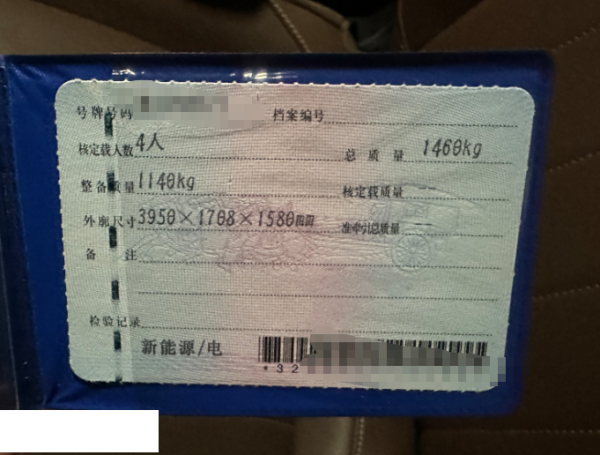 号牌号码 档案编号
核定载人数 4人 总质量 1460kg
整备质量 1140kg 核定载质量 --
外廓尺寸 3950×1708×1580mm 准牵引总质量 --
备注
检验记录
新能源/电
*32